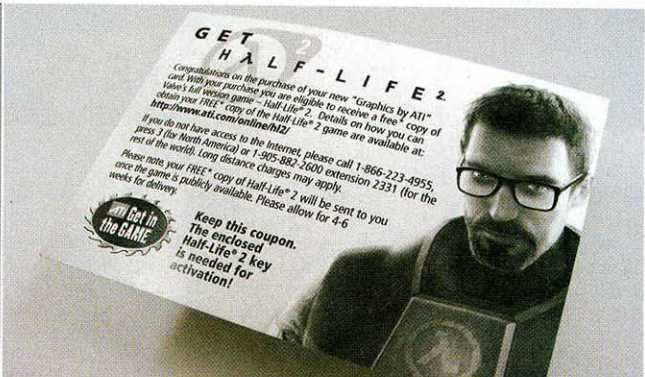 GET
HλLF-LIFE²
Congratulations on the purchase of your new "Graphics by ATI"
card. With your purchase you are eligible to receive a free* copy of
Valve's full version game – Half-Life® 2. Details on how you can
obtain your FREE* copy of the Half-Life® 2 game are available at:
http://www.ati.com/online/hl2/
If you do not have access to the Internet, please call 1-866-223-4955,
press 3 (for North America) or 1-905-882-2600 extension 2331 (for the
rest of the world). Long distance charges may apply.
Please note, your FREE* copy of Half-Life® 2 will be sent to you
once the game is publicly available. Please allow for 4-6
weeks for delivery.
ATI Get in
the GAME
Keep this coupon.
The enclosed
Half-Life® 2 key
is needed for
activation!